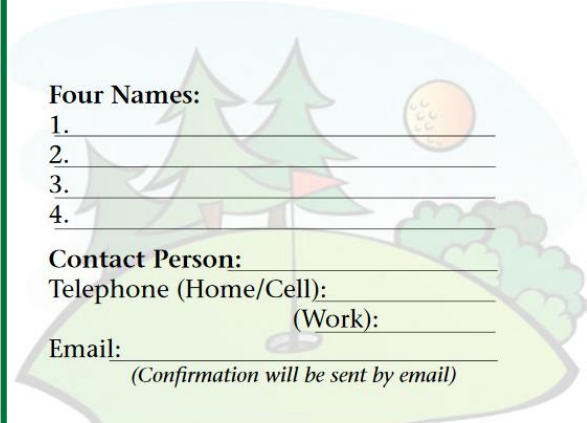 Four Names:
1.
2.
3.
4.
Contact Person:
Telephone (Home/Cell):
(Work):
Email:
(Confirmation will be sent by email)